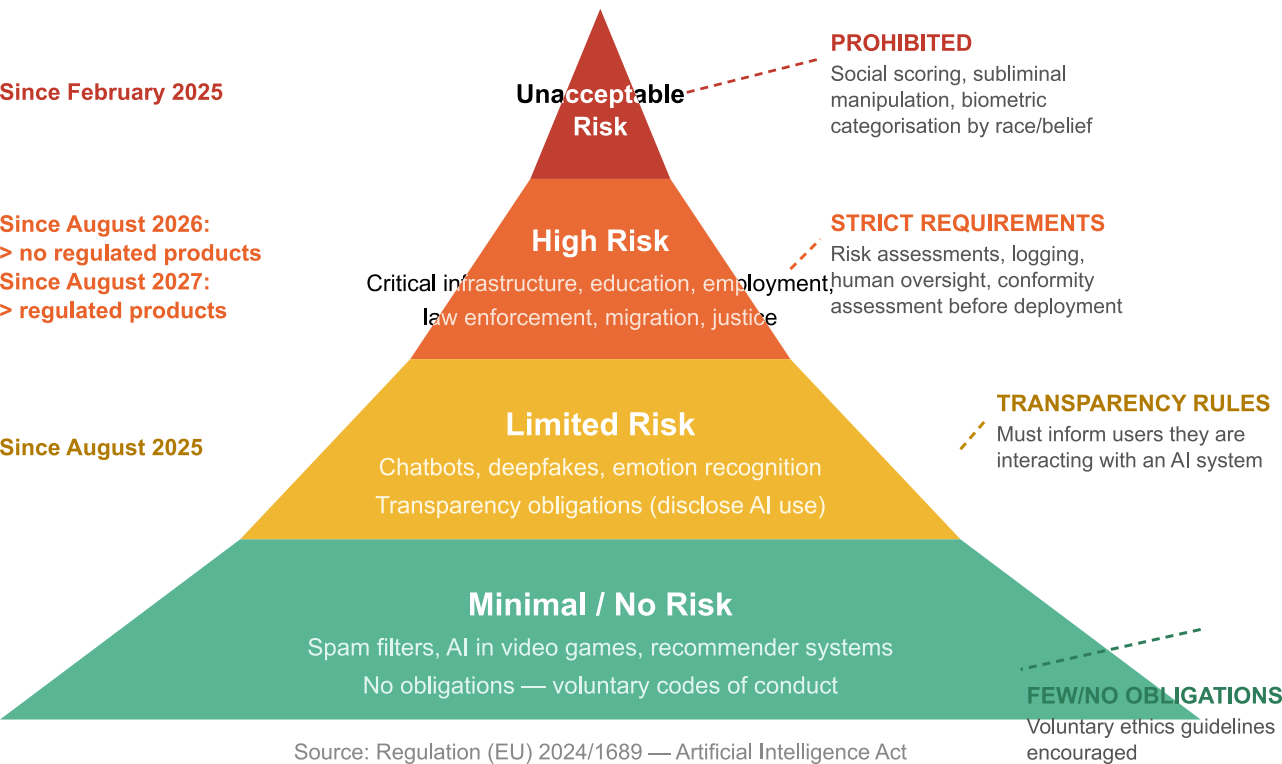 Since February 2025
Unacceptable
Risk
PROHIBITED
Social scoring, subliminal
manipulation, biometric
categorisation by race/belief
Since August 2026:
> no regulated products
Since August 2027:
> regulated products
High Risk
Critical infrastructure, education, employment,
law enforcement, migration, justice
STRICT REQUIREMENTS
Risk assessments, logging,
human oversight, conformity
assessment before deployment
Since August 2025
Limited Risk
Chatbots, deepfakes, emotion recognition
Transparency obligations (disclose AI use)
TRANSPARENCY RULES
Must inform users they are
interacting with an AI system
Minimal / No Risk
Spam filters, AI in video games, recommender systems
No obligations — voluntary codes of conduct
FEW/NO OBLIGATIONS
Voluntary ethics guidelines
encouraged
Source: Regulation (EU) 2024/1689 — Artificial Intelligence Act